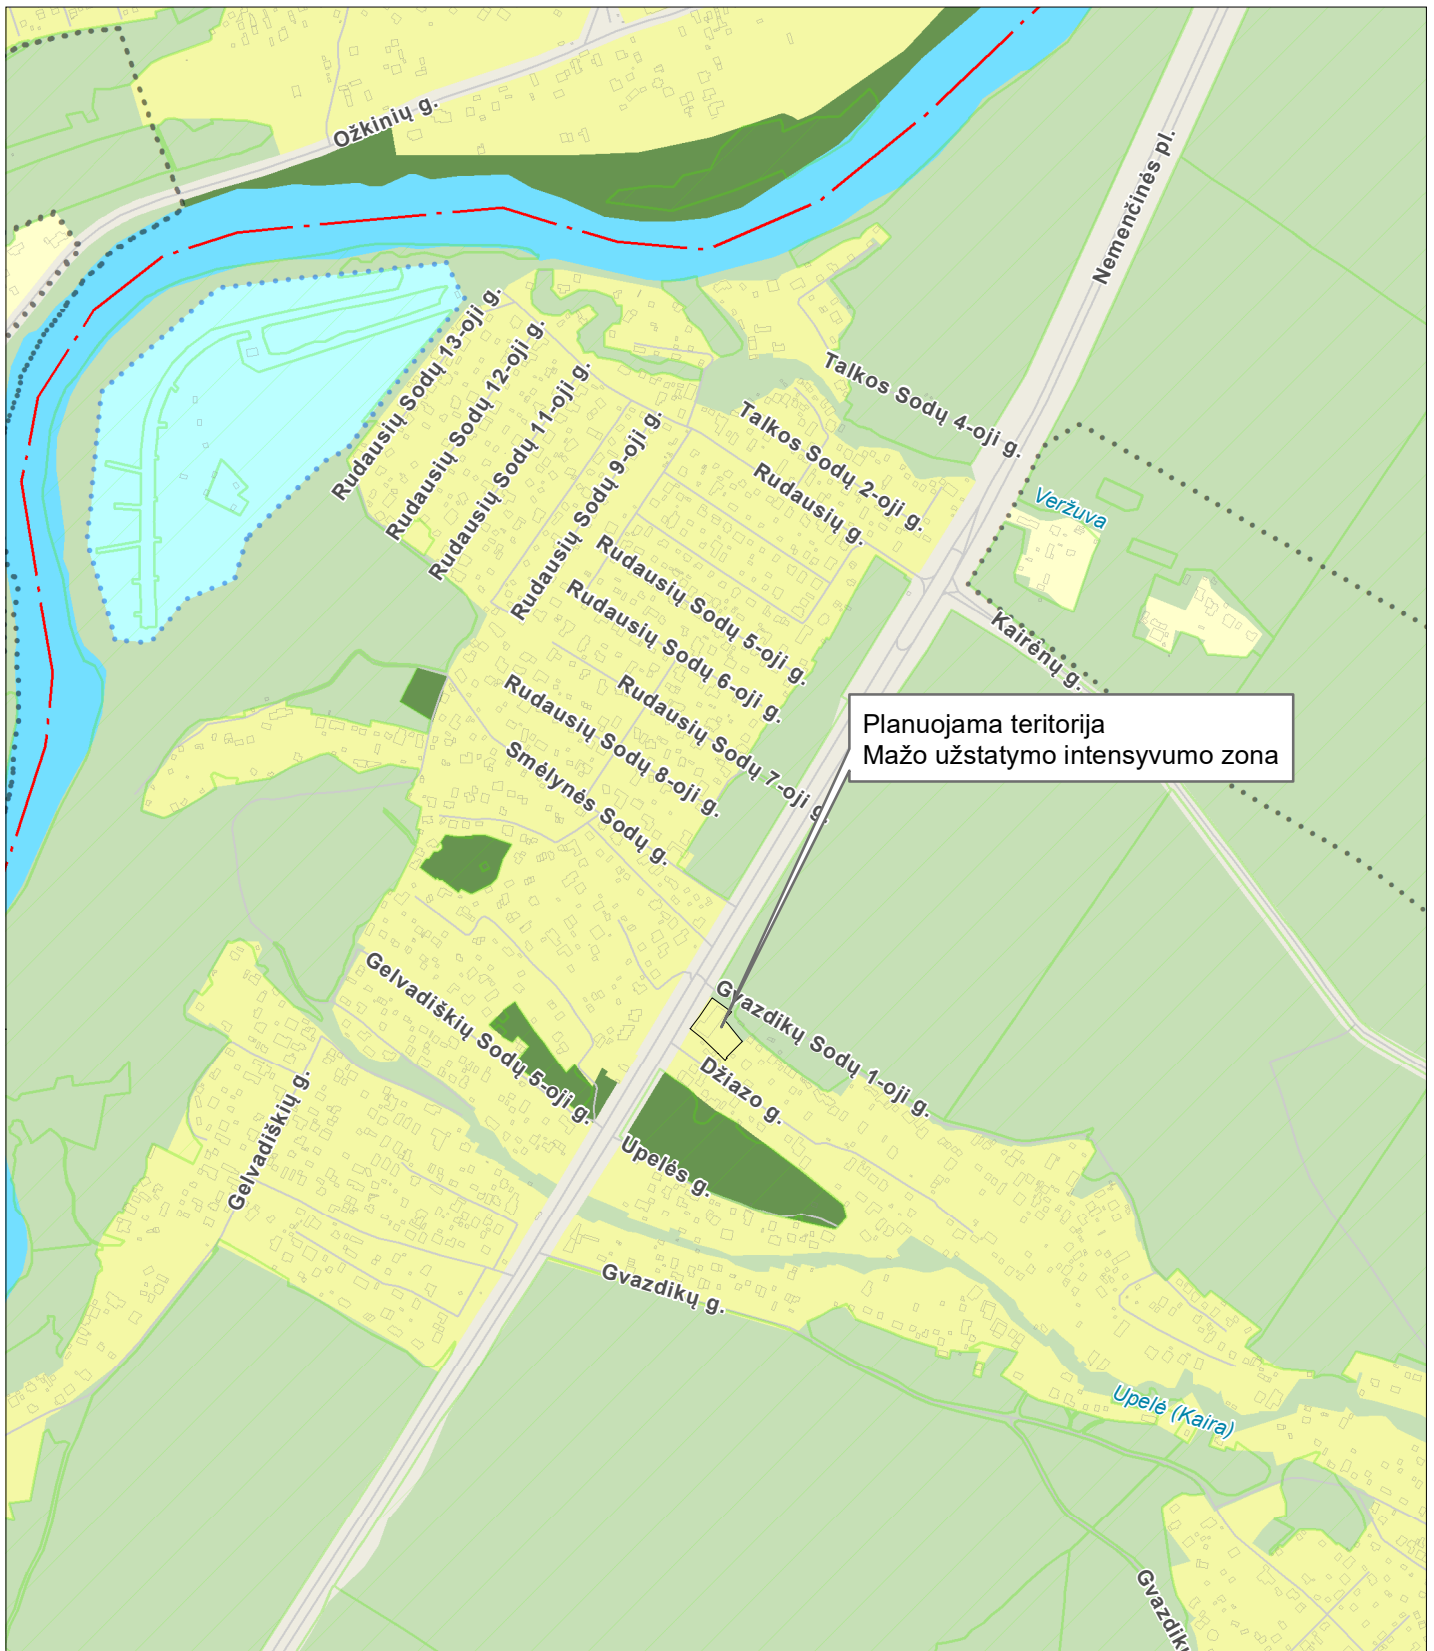 Ožkinių g.
Nemenčinės pl.
Rudausių Sodų 13-oji g.
Rudausių Sodų 12-oji g.
Rudausių Sodų 11-oji g.
Rudausių Sodų 9-oji g.
Talkos Sodų 4-oji g.
Talkos Sodų 2-oji g.
Rudausių g.
Veržuva
Rudausių Sodų 5-oji g.
Rudausių Sodų 6-oji g.
Kairėnų g.
Rudausių Sodų 7-oji g.
Rudausių Sodų 8-oji g.
Planuojama teritorija
Mažo užstatymo intensyvumo zona
Smėlynės Sodų g.
Gelvadiškių Sodų 5-oji g.
Gvazdikų Sodų 1-oji g.
Džiazo g.
Gelvadiškių g.
Upelės g.
Gvazdikų g.
Upelė (Kaira)